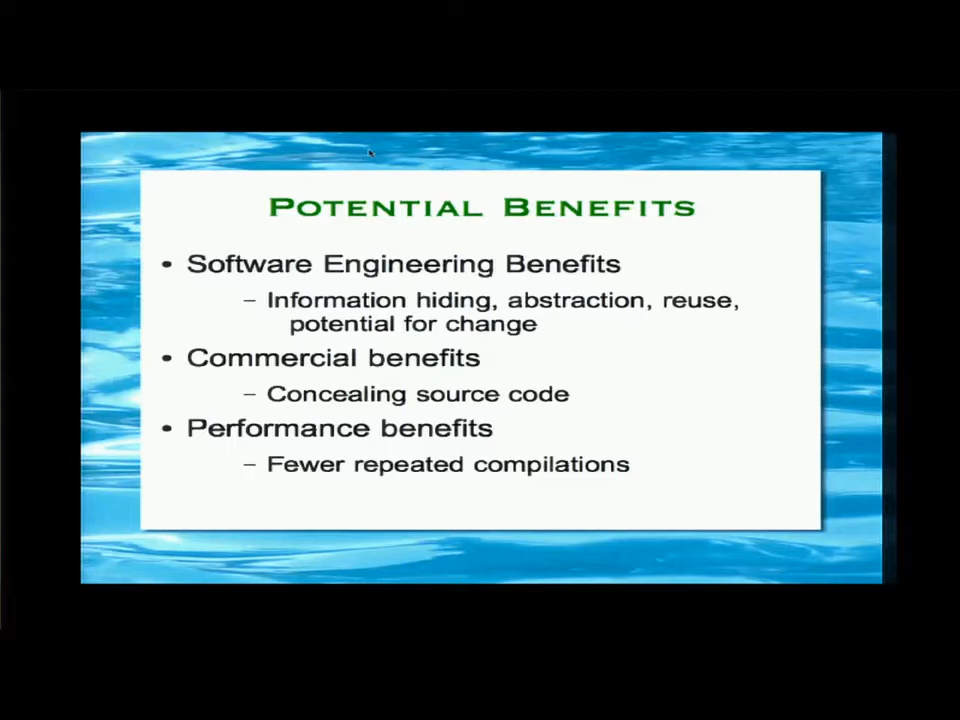 POTENTIAL BENEFITS
• Software Engineering Benefits
– Information hiding, abstraction, reuse,
potential for change
• Commercial benefits
– Concealing source code
• Performance benefits
– Fewer repeated compilations